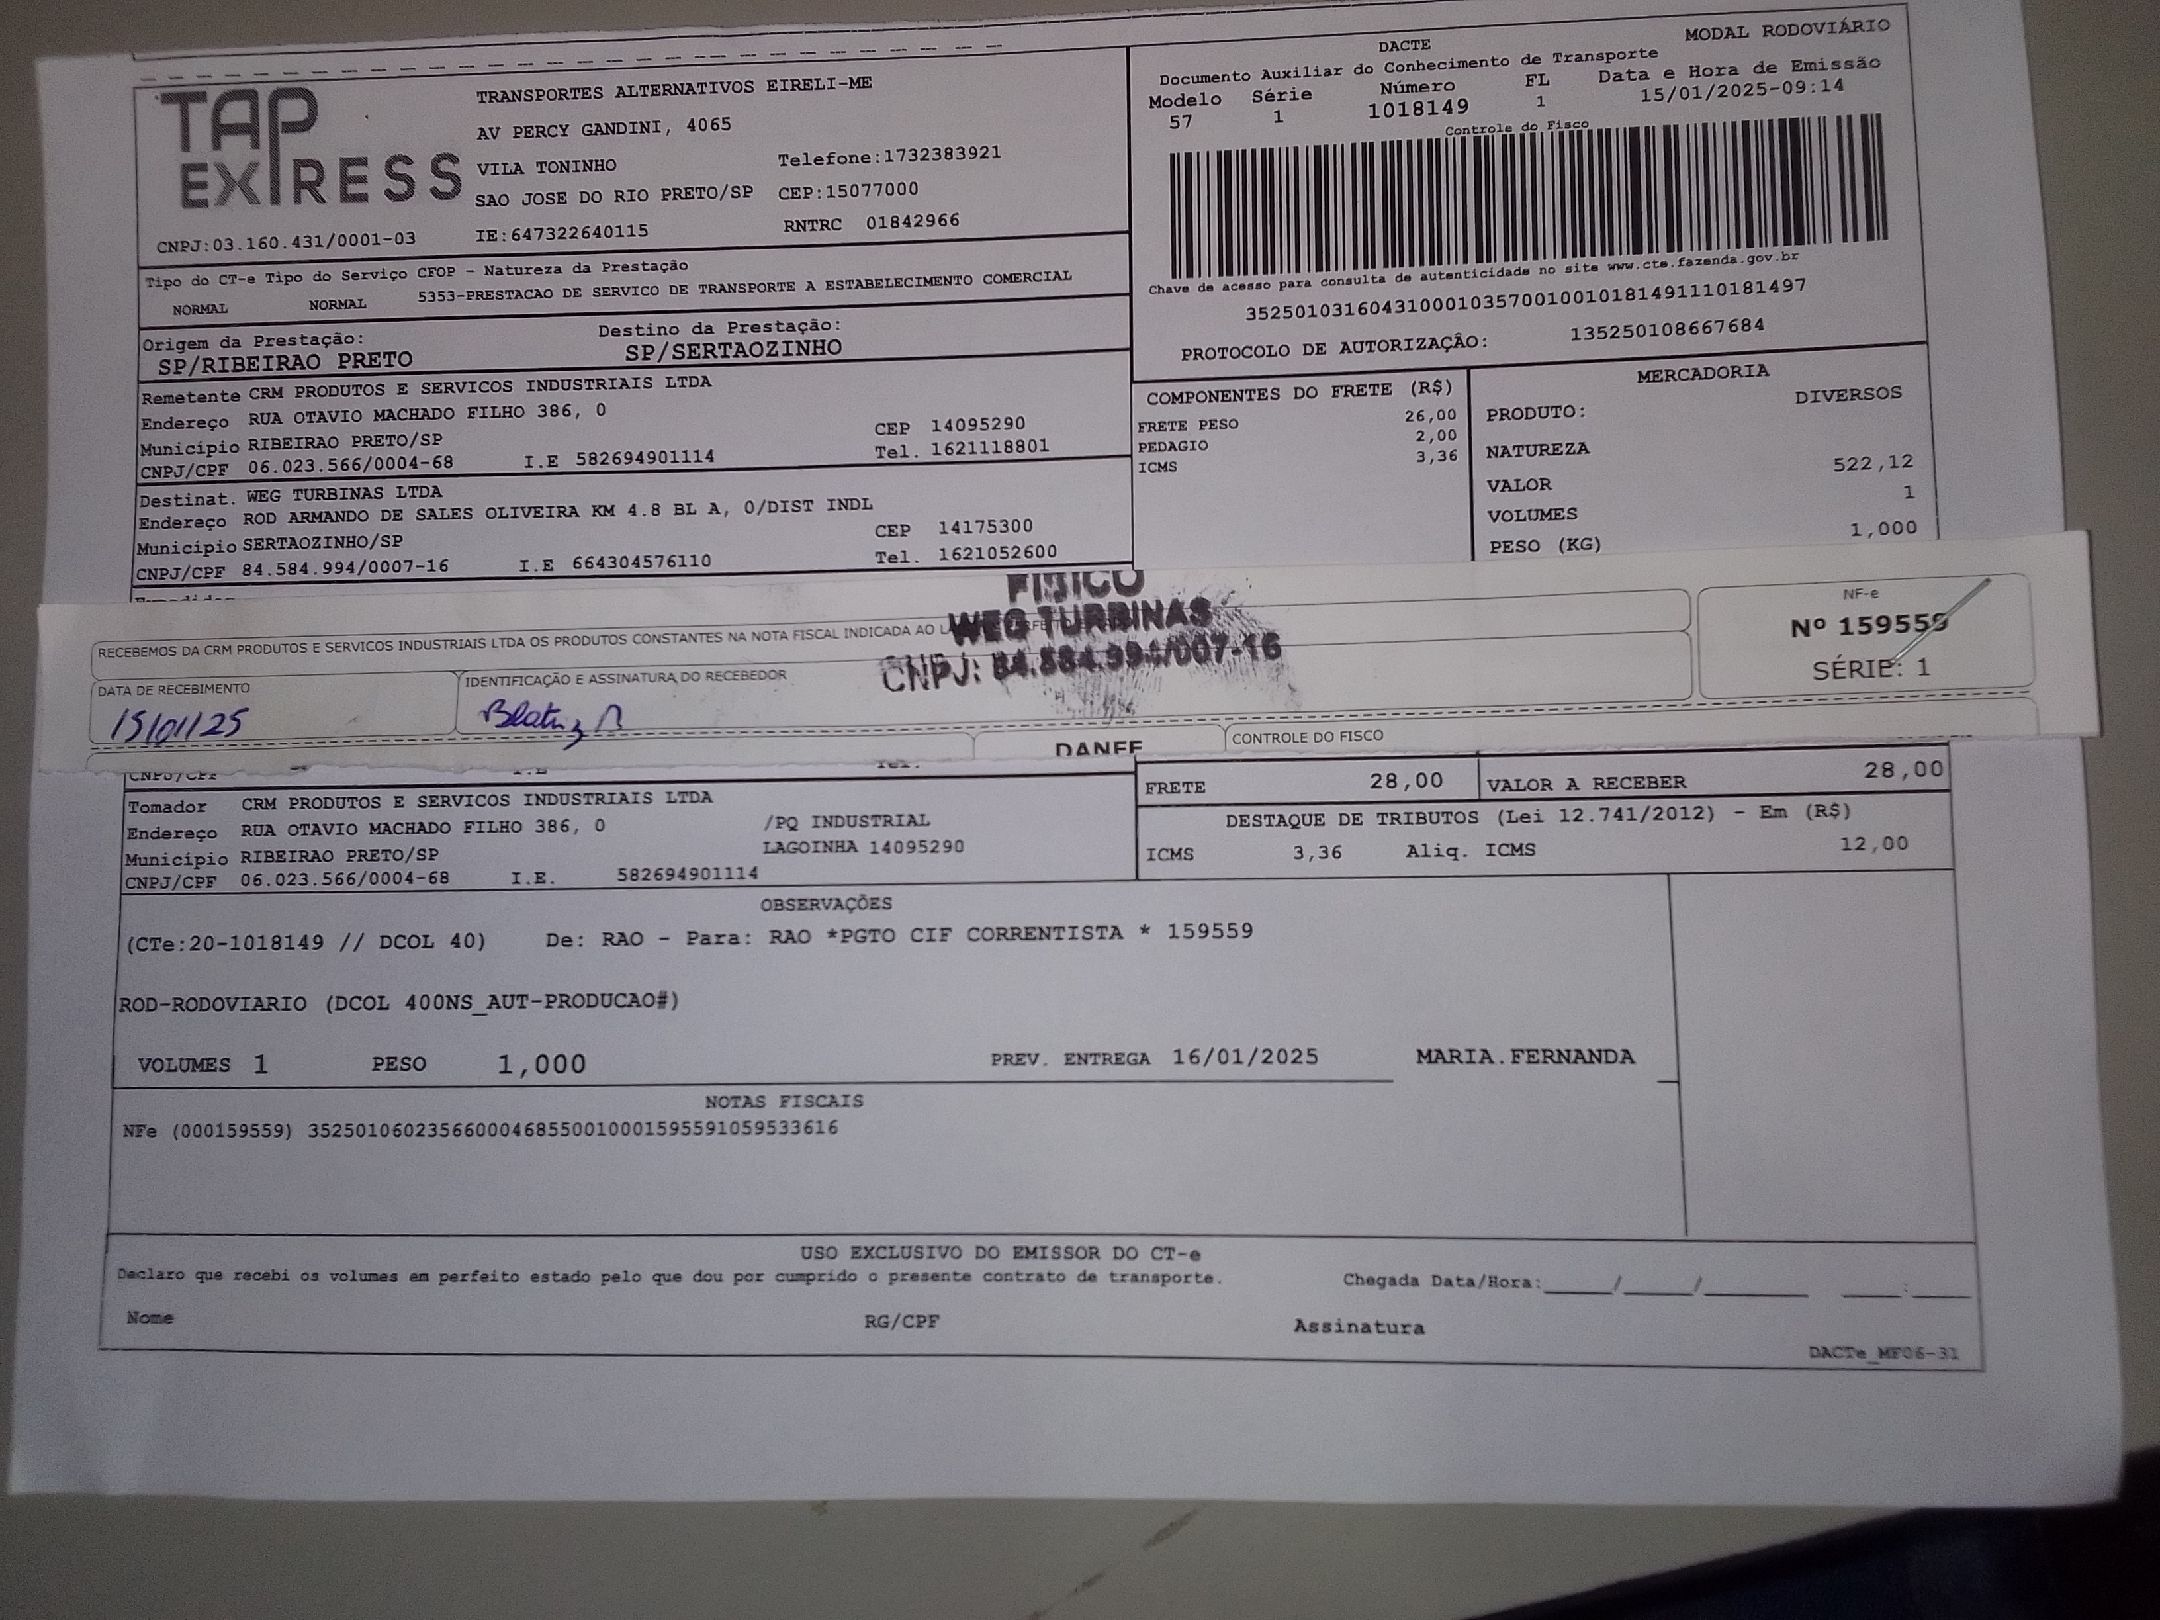 MODAL RODOVIÁRIO
TAP EXPRESS
TRANSPORTES ALTERNATIVOS EIRELI-ME
AV PERCY GANDINI, 4065
VILA TONINHO Telefone:1732383921
SAO JOSE DO RIO PRETO/SP CEP:15077000
CNPJ:03.160.431/0001-03 IE:647322640115 RNTRC 01842966
DACTE
Documento Auxiliar do Conhecimento de Transporte
Modelo Série Número FL Data e Hora de Emissão
57 1 1018149 1 15/01/2025-09:14
Controle do Fisco
Chave de acesso para consulta de autenticidade no site www.cte.fazenda.gov.br
35250103160431000103570010010181491110181497
PROTOCOLO DE AUTORIZAÇÃO: 135250108667684
Tipo do CT-e Tipo do Serviço CFOP - Natureza da Prestação
NORMAL NORMAL 5353-PRESTACAO DE SERVICO DE TRANSPORTE A ESTABELECIMENTO COMERCIAL
Origem da Prestação: Destino da Prestação:
SP/RIBEIRAO PRETO SP/SERTAOZINHO
Remetente CRM PRODUTOS E SERVICOS INDUSTRIAIS LTDA
Endereço RUA OTAVIO MACHADO FILHO 386, 0
Município RIBEIRAO PRETO/SP CEP 14095290
CNPJ/CPF 06.023.566/0004-68 I.E 582694901114 Tel. 1621118801
Destinat. WEG TURBINAS LTDA
Endereço ROD ARMANDO DE SALES OLIVEIRA KM 4.8 BL A, 0/DIST INDL
Município SERTAOZINHO/SP CEP 14175300
CNPJ/CPF 84.584.994/0007-16 I.E 664304576110 Tel. 1621052600
COMPONENTES DO FRETE (R$)
FRETE PESO 26,00
PEDAGIO 2,00
ICMS 3,36
MERCADORIA
PRODUTO: DIVERSOS
NATUREZA
VALOR 522,12
VOLUMES 1
PESO (KG) 1,000
RECEBEMOS DA CRM PRODUTOS E SERVICOS INDUSTRIAIS LTDA OS PRODUTOS CONSTANTES NA NOTA FISCAL INDICADA AO
FISICO
WEG TURBINAS
CNPJ: 84.584.994/007-16
NF-e
Nº 159559
SÉRIE: 1
DATA DE RECEBIMENTO IDENTIFICAÇÃO E ASSINATURA DO RECEBEDOR
15/01/25 Beatriz
DANFE CONTROLE DO FISCO
CNPJ/CPF I.E Tel.
Tomador CRM PRODUTOS E SERVICOS INDUSTRIAIS LTDA
Endereço RUA OTAVIO MACHADO FILHO 386, 0 /PQ INDUSTRIAL
Município RIBEIRAO PRETO/SP LAGOINHA 14095290
CNPJ/CPF 06.023.566/0004-68 I.E. 582694901114
FRETE 28,00 VALOR A RECEBER 28,00
DESTAQUE DE TRIBUTOS (Lei 12.741/2012) - Em (R$)
ICMS 3,36 Aliq. ICMS 12,00
OBSERVAÇÕES
(CTe:20-1018149 // DCOL 40) De: RAO - Para: RAO *PGTO CIF CORRENTISTA * 159559
ROD-RODOVIARIO (DCOL 400NS_AUT-PRODUCAO#)
VOLUMES 1 PESO 1,000 PREV. ENTREGA 16/01/2025 MARIA.FERNANDA
NOTAS FISCAIS
NFe (000159559) 35250106023566000468550010001595591059533616
USO EXCLUSIVO DO EMISSOR DO CT-e
Declaro que recebi os volumes em perfeito estado pelo que dou por cumprido o presente contrato de transporte. Chegada Data/Hora:____/____/______ ____:____
Nome RG/CPF Assinatura
DACTe_MF06-31